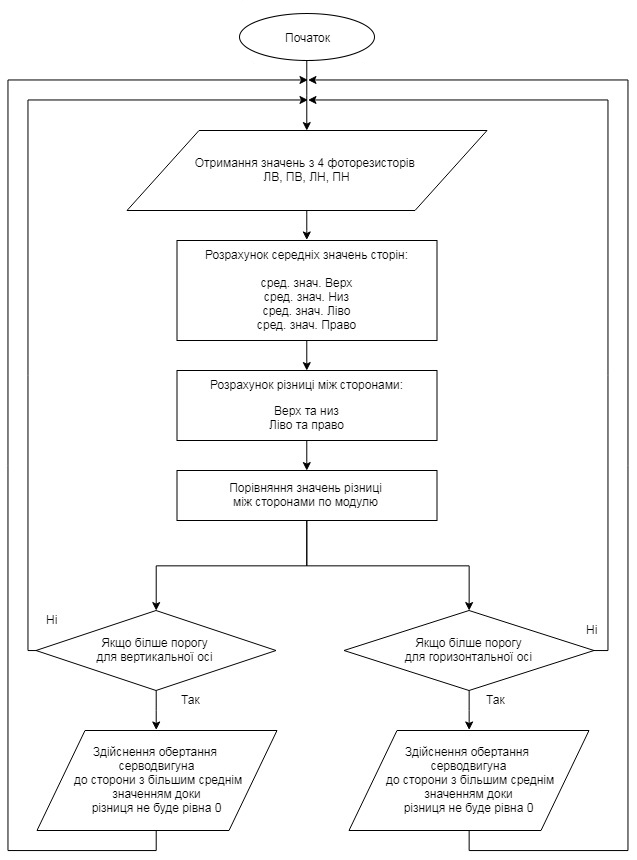 Початок
Отримання значень з 4 фоторезисторів
ЛВ, ПВ, ЛН, ПН
Розрахунок середніх значень сторін:
сред. знач. Верх
сред. знач. Низ
сред. знач. Ліво
сред. знач. Право
Розрахунок різниці між сторонами:
Верх та низ
Ліво та право
Порівняння значень різниці
між сторонами по модулю
Ні
Якщо білше порогу
для вертикальної осі
Так
Здійснення обертання
серводвигуна
до сторони з більшим среднім
значенням доки
різниця не буде рівна 0
Ні
Якщо білше порогу
для горизонтальної осі
Так
Здійснення обертання
серводвигуна
до сторони з більшим среднім
значенням доки
різниця не буде рівна 0